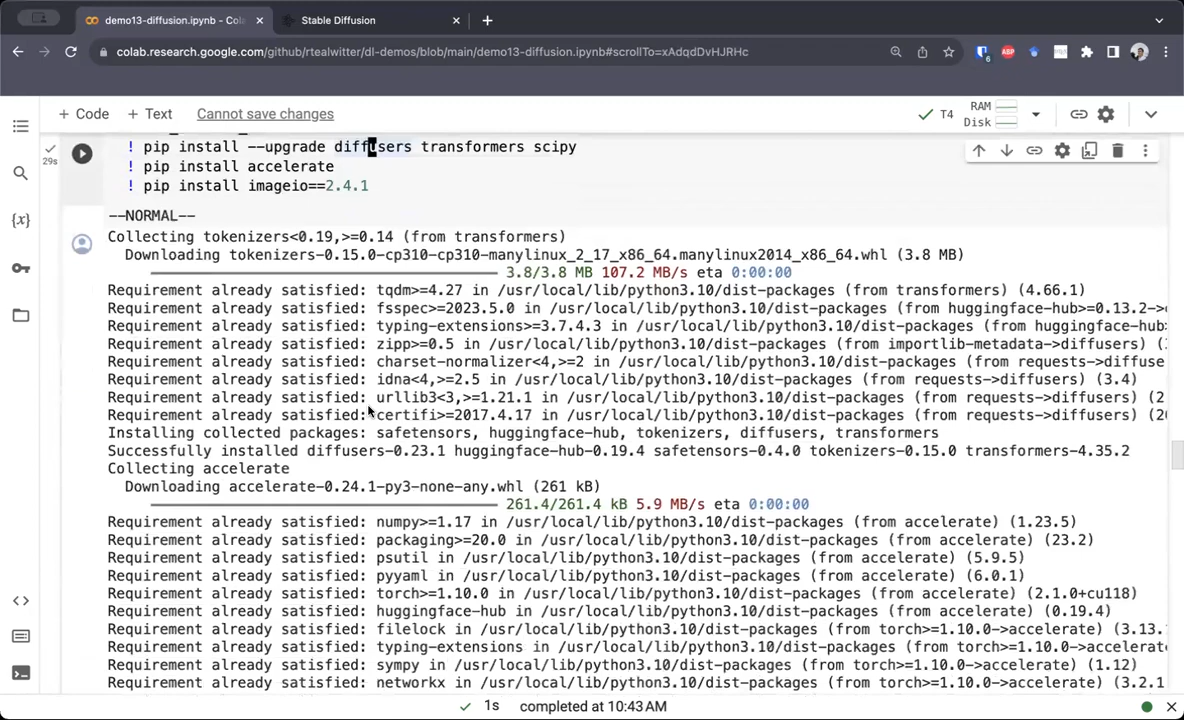 demo13-diffusion.ipynb - Cola
Stable Diffusion
colab.research.google.com/github/rtealwitter/dl-demos/blob/main/demo13-diffusion.ipynb#scrollTo=xAdqdDvHJRHc
6
ABP
+ Code + Text Cannot save changes
T4
RAM
Disk
! pip install --upgrade diffusers transformers scipy
29s
! pip install accelerate
! pip install imageio==2.4.1
--NORMAL--
Collecting tokenizers<0.19,>=0.14 (from transformers)
Downloading tokenizers-0.15.0-cp310-cp310-manylinux_2_17_x86_64.manylinux2014_x86_64.whl (3.8 MB)
3.8/3.8 MB 107.2 MB/s eta 0:00:00
Requirement already satisfied: tqdm>=4.27 in /usr/local/lib/python3.10/dist-packages (from transformers) (4.66.1)
Requirement already satisfied: fsspec>=2023.5.0 in /usr/local/lib/python3.10/dist-packages (from huggingface-hub>=0.13.2->
Requirement already satisfied: typing-extensions>=3.7.4.3 in /usr/local/lib/python3.10/dist-packages (from huggingface-hub>
Requirement already satisfied: zipp>=0.5 in /usr/local/lib/python3.10/dist-packages (from importlib-metadata->diffusers) (
Requirement already satisfied: charset-normalizer<4,>=2 in /usr/local/lib/python3.10/dist-packages (from requests->diffuse
Requirement already satisfied: idna<4,>=2.5 in /usr/local/lib/python3.10/dist-packages (from requests->diffusers) (3.4)
Requirement already satisfied: urllib3<3,>=1.21.1 in /usr/local/lib/python3.10/dist-packages (from requests->diffusers) (2
Requirement already satisfied: certifi>=2017.4.17 in /usr/local/lib/python3.10/dist-packages (from requests->diffusers) (20
Installing collected packages: safetensors, huggingface-hub, tokenizers, diffusers, transformers
Successfully installed diffusers-0.23.1 huggingface-hub-0.19.4 safetensors-0.4.0 tokenizers-0.15.0 transformers-4.35.2
Collecting accelerate
Downloading accelerate-0.24.1-py3-none-any.whl (261 kB)
261.4/261.4 kB 5.9 MB/s eta 0:00:00
Requirement already satisfied: numpy>=1.17 in /usr/local/lib/python3.10/dist-packages (from accelerate) (1.23.5)
Requirement already satisfied: packaging>=20.0 in /usr/local/lib/python3.10/dist-packages (from accelerate) (23.2)
Requirement already satisfied: psutil in /usr/local/lib/python3.10/dist-packages (from accelerate) (5.9.5)
Requirement already satisfied: pyyaml in /usr/local/lib/python3.10/dist-packages (from accelerate) (6.0.1)
Requirement already satisfied: torch>=1.10.0 in /usr/local/lib/python3.10/dist-packages (from accelerate) (2.1.0+cu118)
Requirement already satisfied: huggingface-hub in /usr/local/lib/python3.10/dist-packages (from accelerate) (0.19.4)
Requirement already satisfied: filelock in /usr/local/lib/python3.10/dist-packages (from torch>=1.10.0->accelerate) (3.13.
Requirement already satisfied: typing-extensions in /usr/local/lib/python3.10/dist-packages (from torch>=1.10.0->accelerat
Requirement already satisfied: sympy in /usr/local/lib/python3.10/dist-packages (from torch>=1.10.0->accelerate) (1.12)
Requirement already satisfied: networkx in /usr/local/lib/python3.10/dist-packages (from torch>=1.10.0->accelerate) (3.2.1
1s completed at 10:43 AM